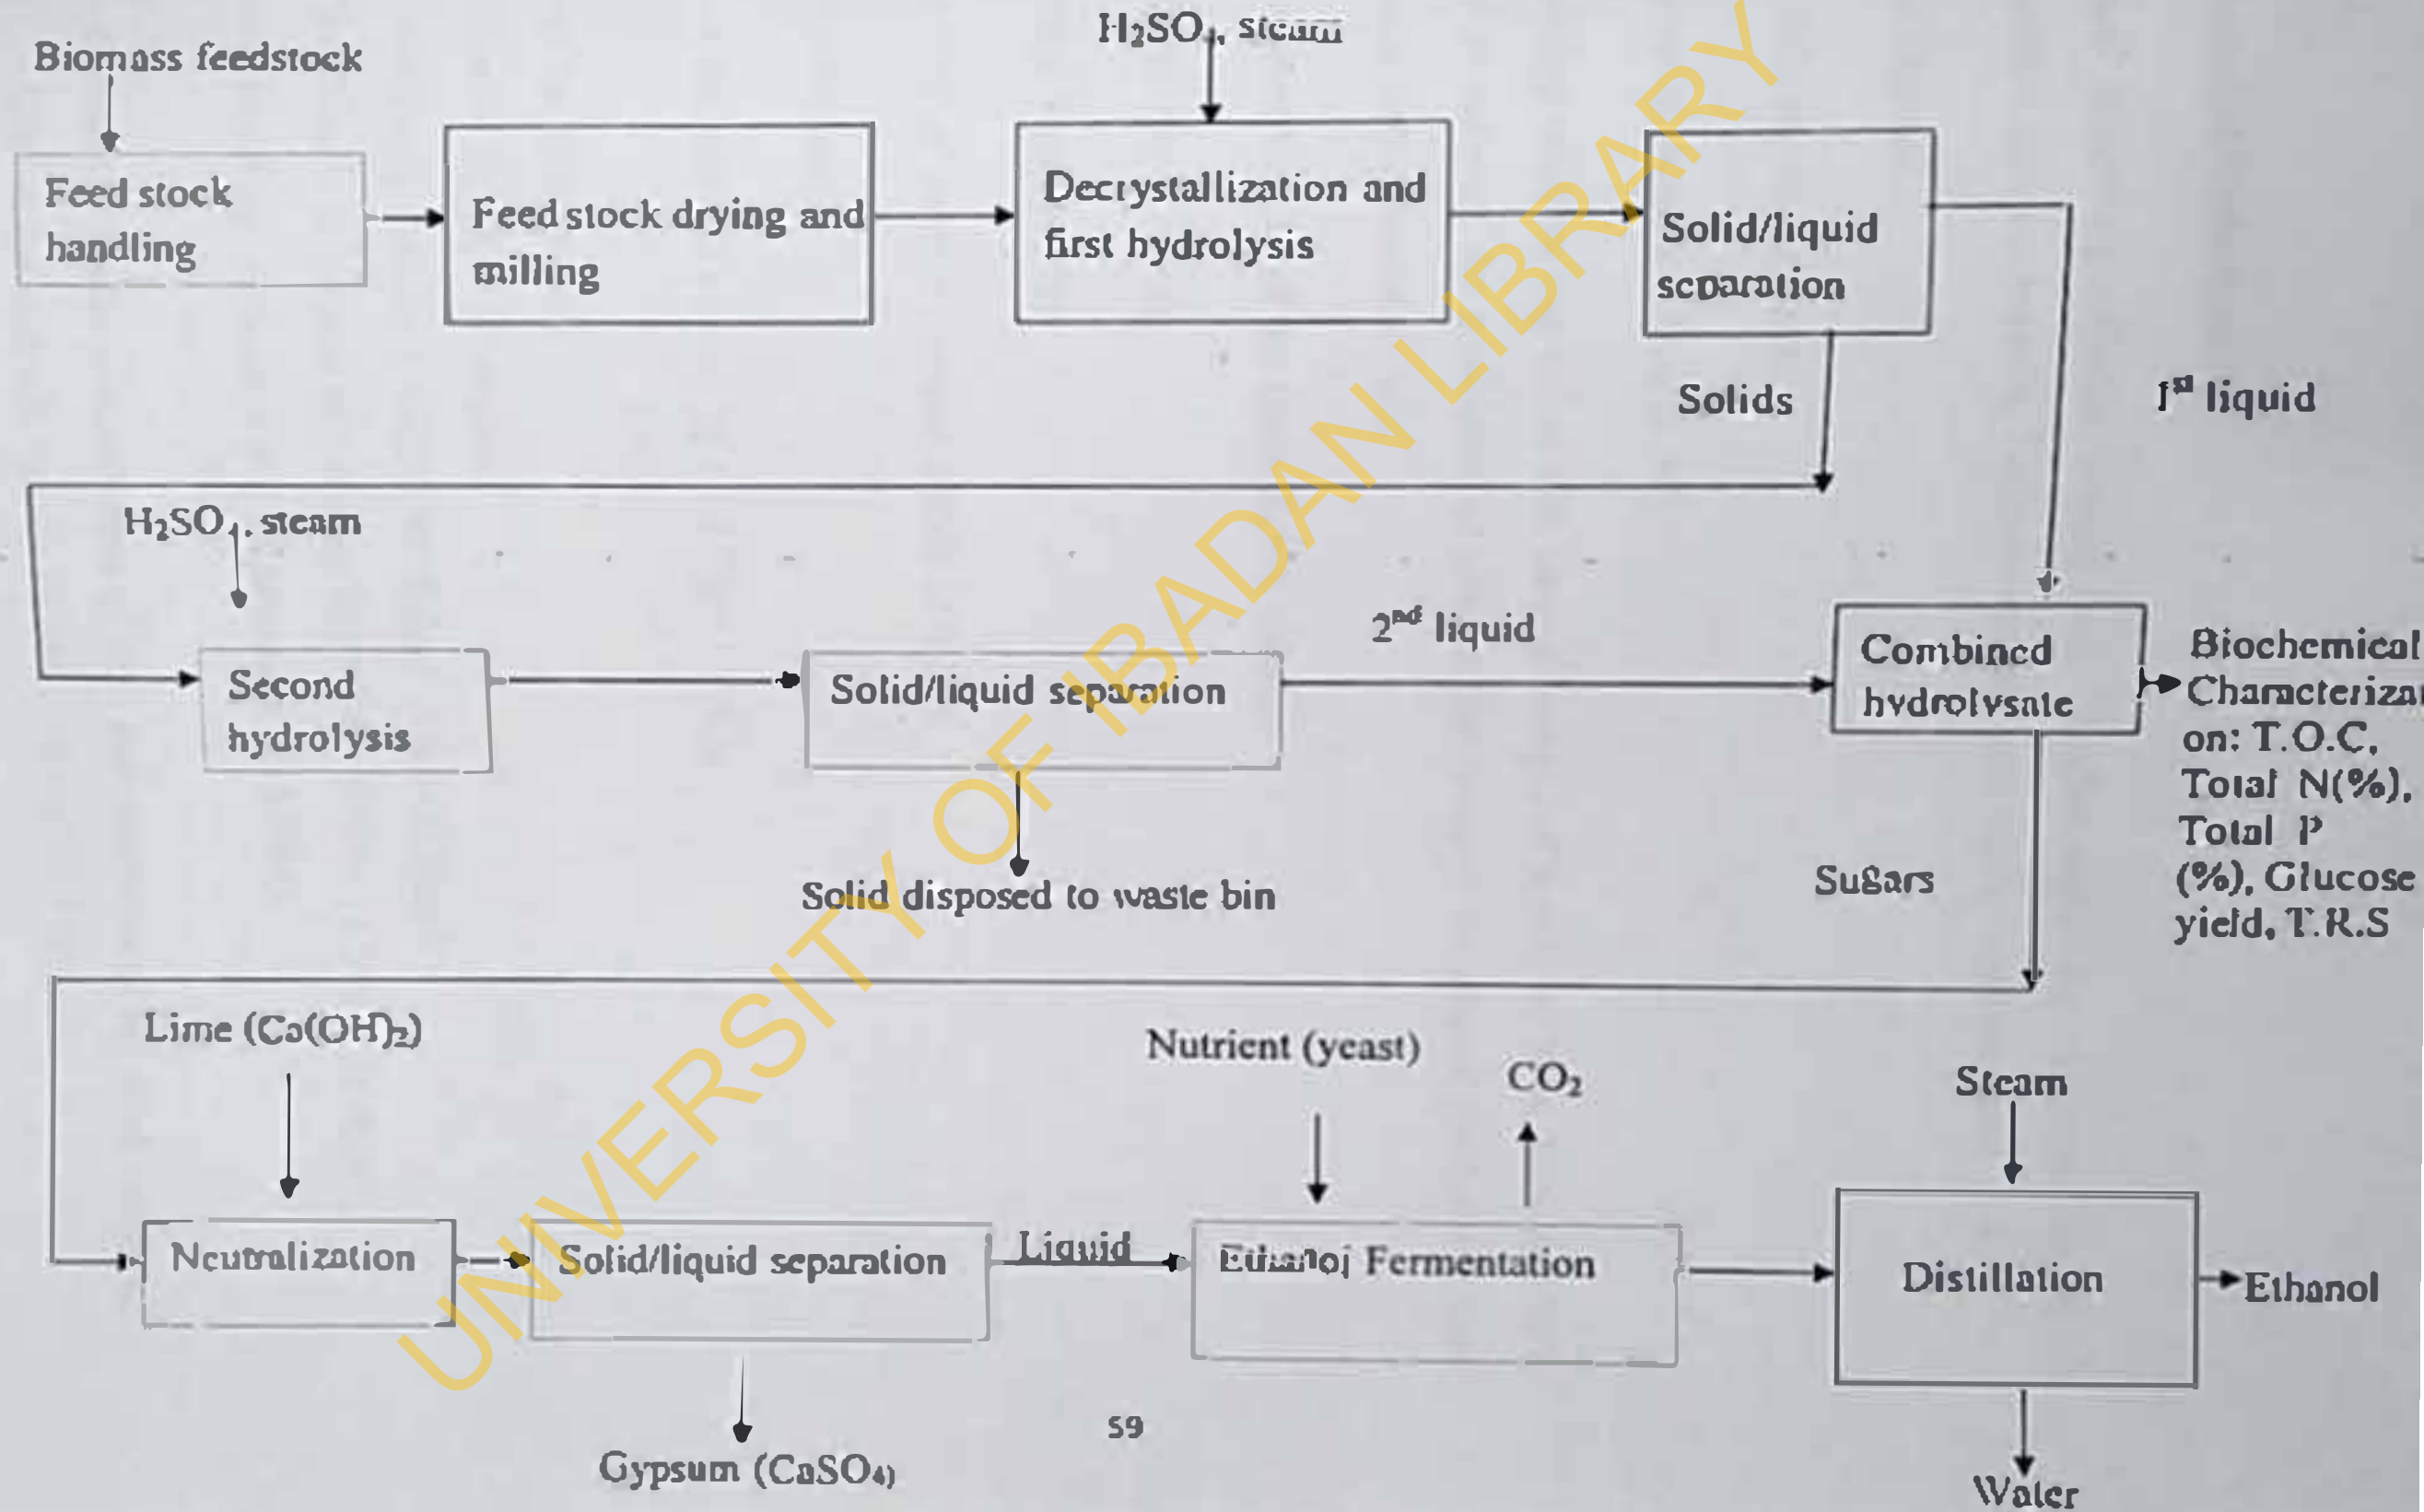 Biomass feedstock
H₂SO₄, steam
Feed stock
handling
Feed stock drying and
milling
Decrystallization and
first hydrolysis
Solid/liquid
separation
Solids
1st liquid
H₂SO₄, steam
Second
hydrolysis
Solid/liquid separation
2nd liquid
Combined
hydrolysate
Biochemical
Characterizati
on: T.O.C,
Total N(%),
Total P
(%), Glucose
yield, T.R.S
Solid disposed to waste bin
Sugars
Lime (Ca(OH)₂)
Nutrient (yeast)
CO₂
Steam
Neutralization
Solid/liquid separation
Liquid
Ethanol Fermentation
Distillation
Ethanol
Gypsum (CaSO₄)
Water
59
UNIVERSITY OF IBADAN LIBRARY